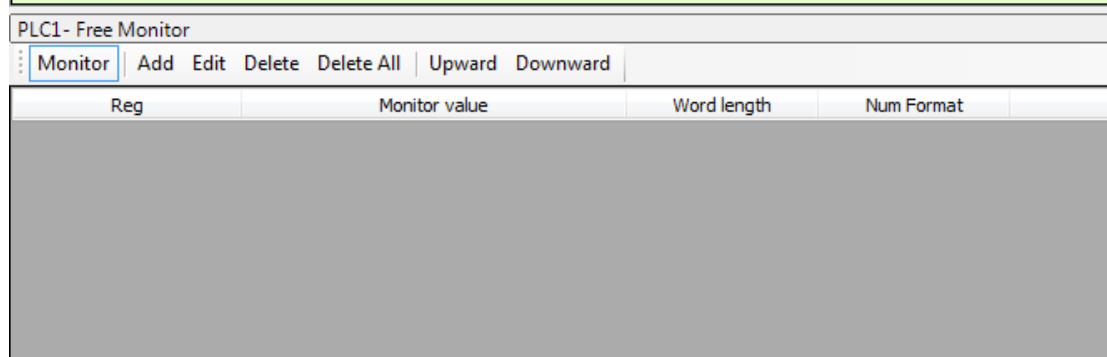 PLC1- Free Monitor
Monitor Add Edit Delete Delete All Upward Downward
Reg Monitor value Word length Num Format